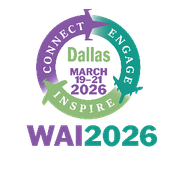 CONNECT
ENGAGE
INSPIRE
Dallas
MARCH
19-21
2026
WAI2026